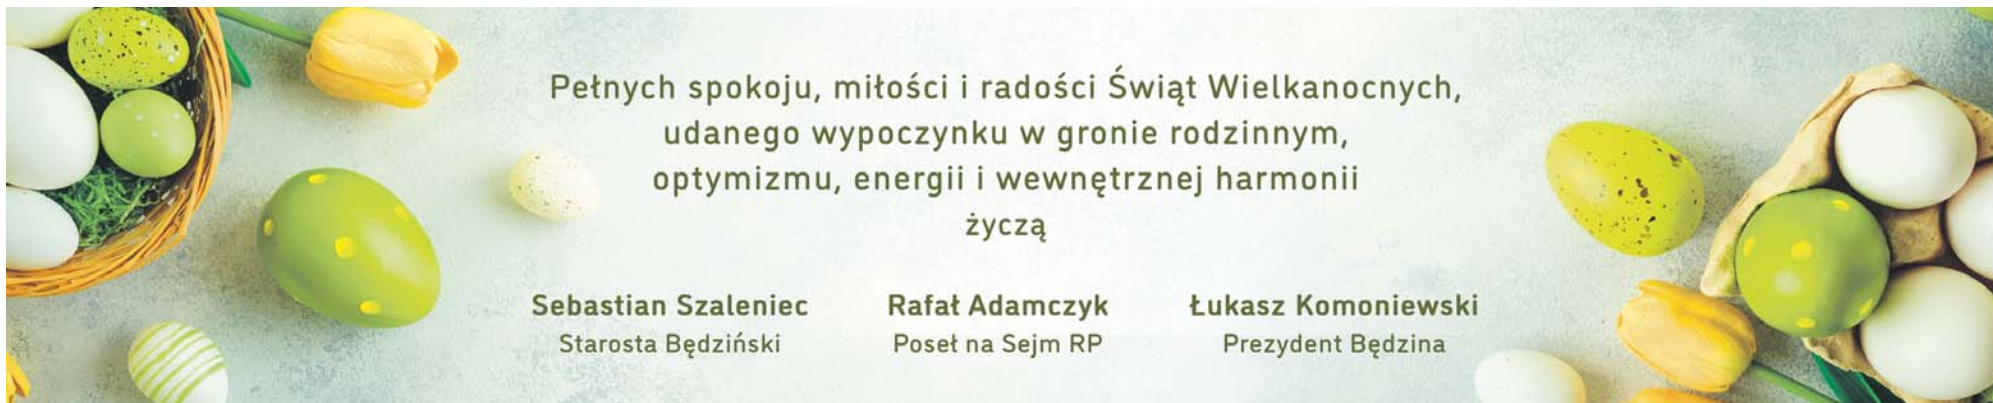 Pełnych spokoju, miłości i radości Świąt Wielkanocnych,
udanego wypoczynku w gronie rodzinnym,
optymizmu, energii i wewnętrznej harmonii
życzą
Sebastian Szaleniec
Starosta Będziński
Rafał Adamczyk
Poseł na Sejm RP
Łukasz Komoniewski
Prezydent Będzina